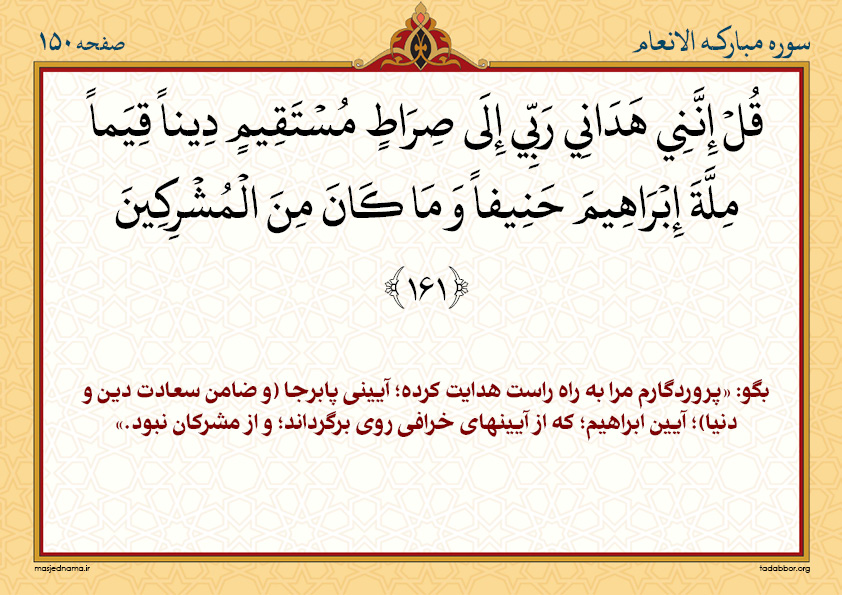 سوره مبارکه الانعام
صفحه ۱۵۰
قُلْ إِنَّنِي هَدَانِي رَبِّي إِلَى صِرَاطٍ مُسْتَقِيمٍ دِيناً قِيَماً
مِلَّةَ إِبْرَاهِيمَ حَنِيفاً وَ مَا كَانَ مِنَ الْمُشْرِكِينَ
﴿۱۶۱﴾
بگو: «پروردگارم مرا به راه راست هدایت کرده؛ آیینی پابرجا (و ضامن سعادت دین و
دنیا)؛ آیین ابراهیم؛ که از آیینهای خرافی روی برگرداند؛ و از مشرکان نبود.»
masjednama.ir
tadabbor.org